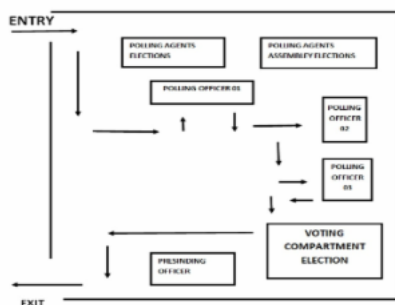 ENTRY
POLLING AGENTS
ELECTIONS
POLLING AGENTS
ASSEMBLEY ELECTIONS
POLLING OFFICER 01
POLLING
OFFICER
02
POLLING
OFFICER
03
VOTING
COMPARTMENT
ELECTION
PRESINDING
OFFICER
EXIT